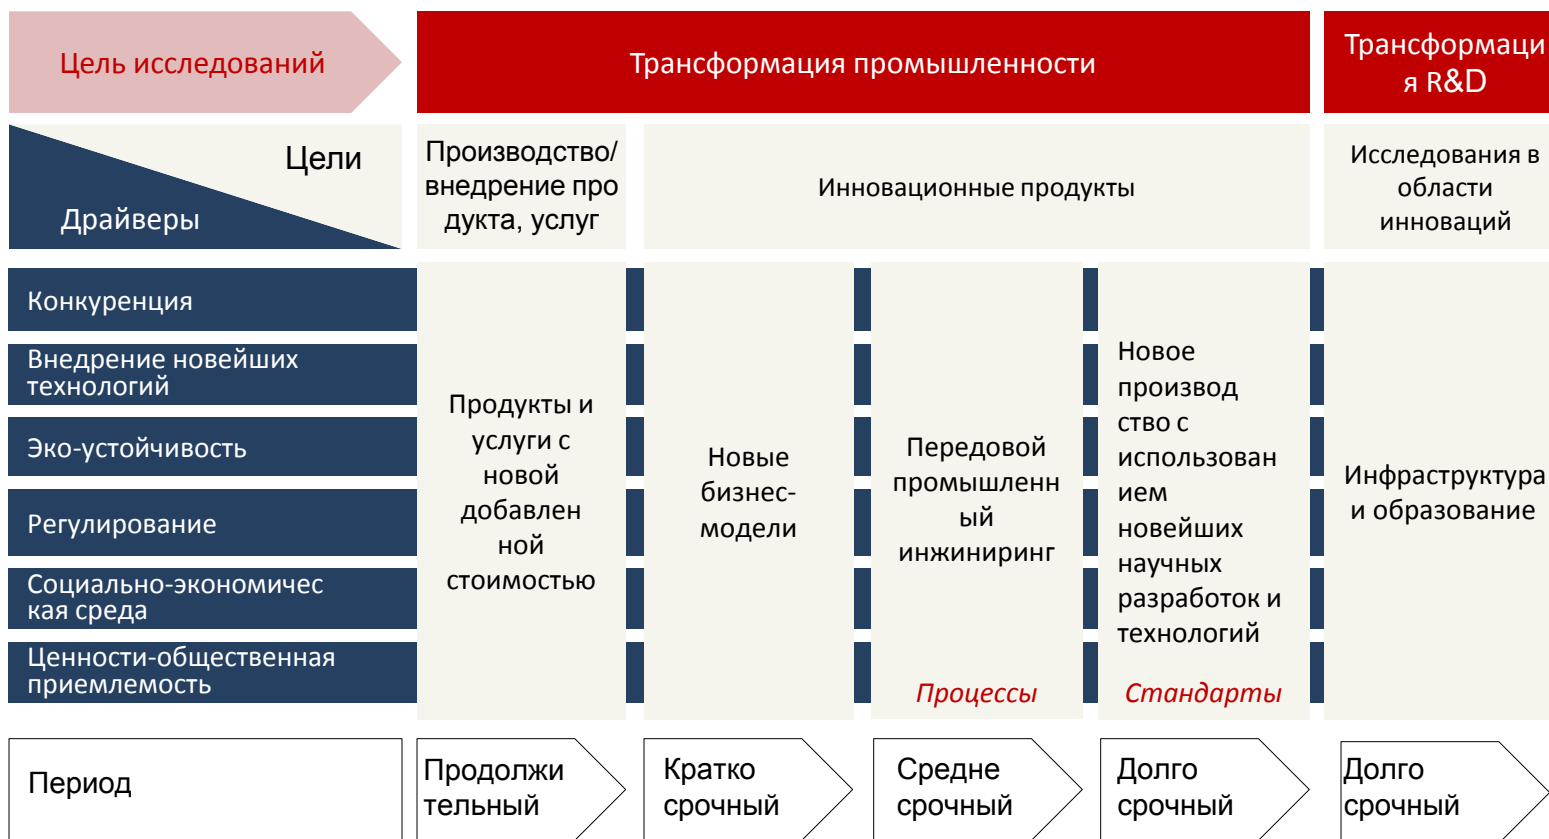 Цель исследований
Трансформация промышленности
Трансформаци
я R&D
Цели
Драйверы
Производство/
внедрение про
дукта, услуг
Инновационные продукты
Исследования в
области
инноваций
Конкуренция
Внедрение новейших
технологий
Эко-устойчивость
Регулирование
Социально-экономичес
кая среда
Ценности-общественная
приемлемость
Продукты и
услуги с
новой
добавлен
ной
стоимостью
Новые
бизнес-
модели
Передовой
промышленн
ый
инжиниринг
Процессы
Новое
производ
ство с
использован
ием
новейших
научных
разработок и
технологий
Стандарты
Инфраструктура
и образование
Период
Продолжи
тельный
Кратко
срочный
Средне
срочный
Долго
срочный
Долго
срочный